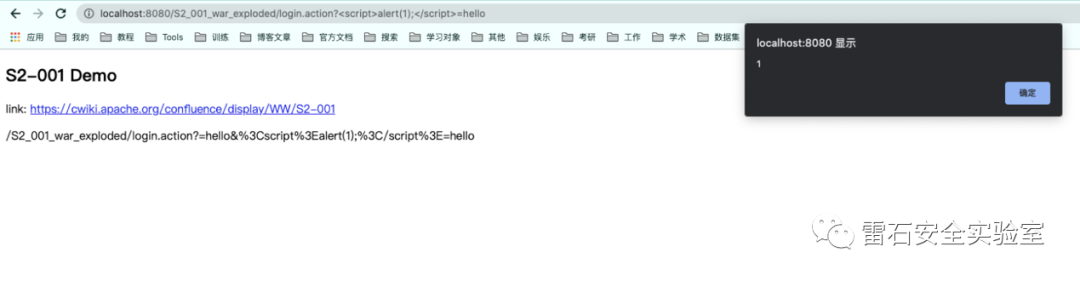 localhost:8080/S2_001_war_exploded/login.action?<script>alert(1);</script>=hello
应用 我的 教程 Tools 训练 博客文章 官方文档 搜索 学习对象 其他 娱乐 考研 工作 学术 数据集
localhost:8080 显示
1
确定
S2-001 Demo
link: https://cwiki.apache.org/confluence/display/WW/S2-001
/S2_001_war_exploded/login.action?=hello&%3Cscript%3Ealert(1);%3C/script%3E=hello
雷石安全实验室